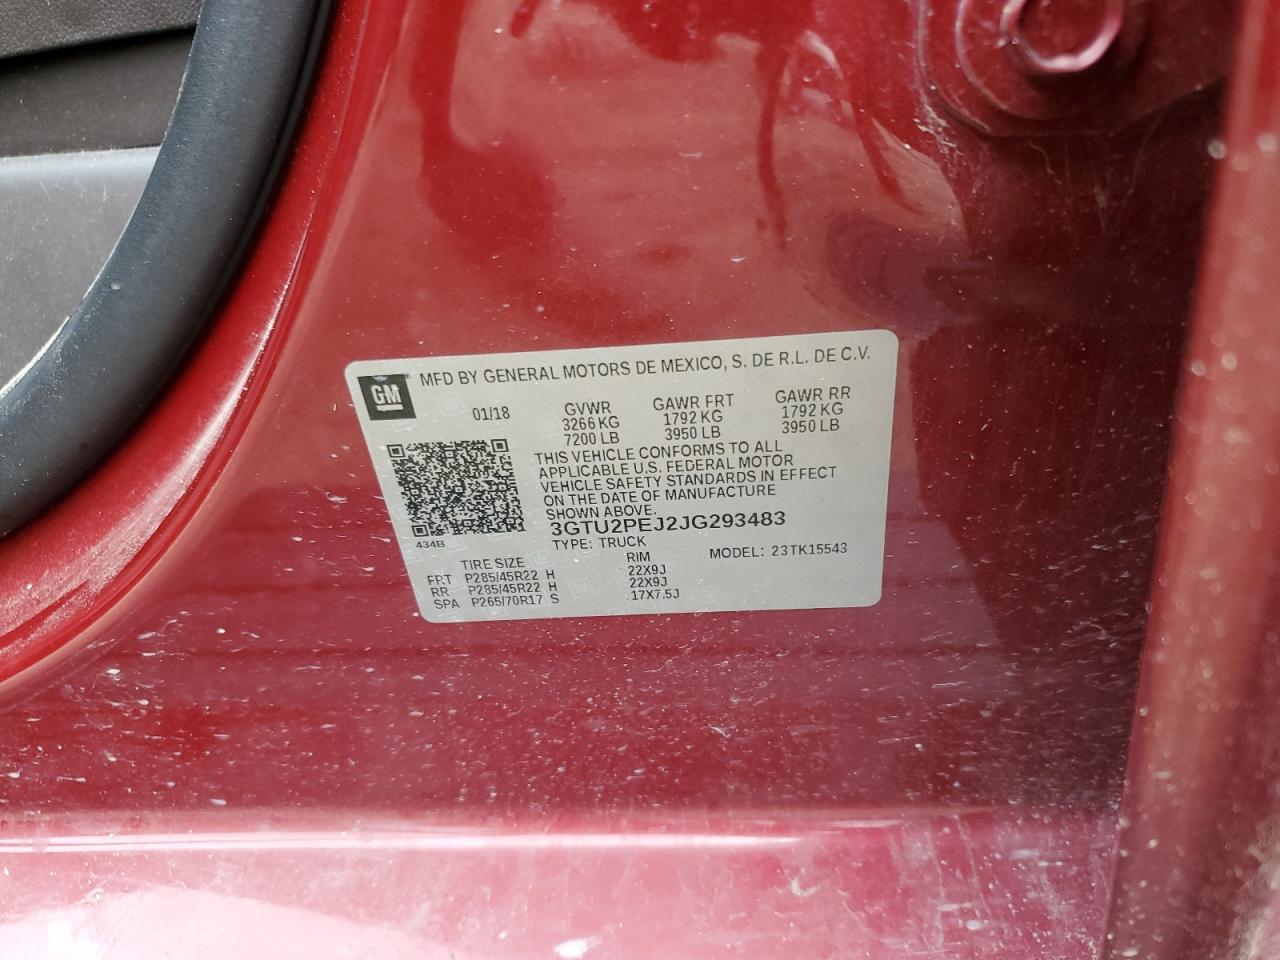 GM
MFD BY GENERAL MOTORS DE MEXICO, S. DE R.L. DE C.V.
01/18 GVWR GAWR FRT GAWR RR
3266 KG 1792 KG 1792 KG
7200 LB 3950 LB 3950 LB
THIS VEHICLE CONFORMS TO ALL
APPLICABLE U.S. FEDERAL MOTOR
VEHICLE SAFETY STANDARDS IN EFFECT
ON THE DATE OF MANUFACTURE
SHOWN ABOVE.
3GTU2PEJ2JG293483
434B
TYPE: TRUCK MODEL: 23TK15543
TIRE SIZE RIM
FRT P285/45R22 H 22X9J
RR P285/45R22 H 22X9J
SPA P265/70R17 S 17X7.5J